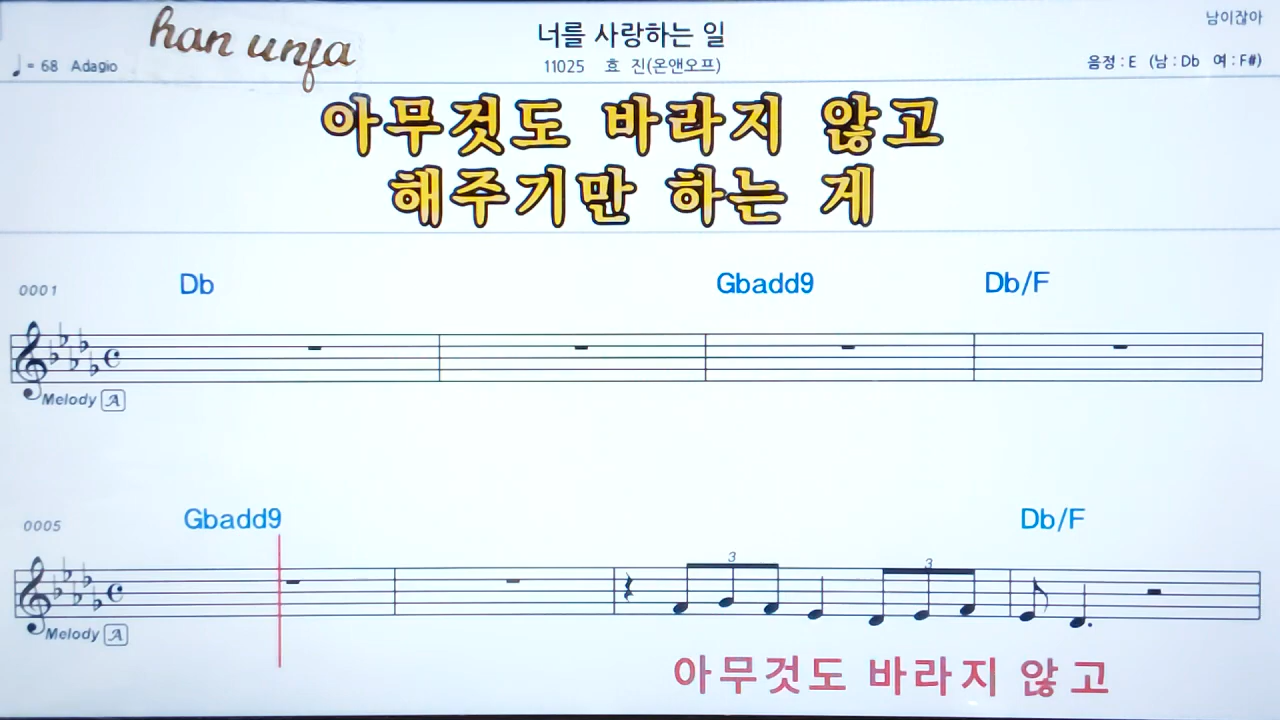 han unfa
너를 사랑하는 일
남이잖아
♩= 68 Adagio
11025 효 진(온앤오프)
음정 : E (남 : Db 여 : F#)
아무것도 바라지 않고
해주기만 하는 게
0001 Db Gbadd9 Db/F
Melody A
0005 Gbadd9 Db/F
3 3
Melody A
아무것도 바라지 않 고